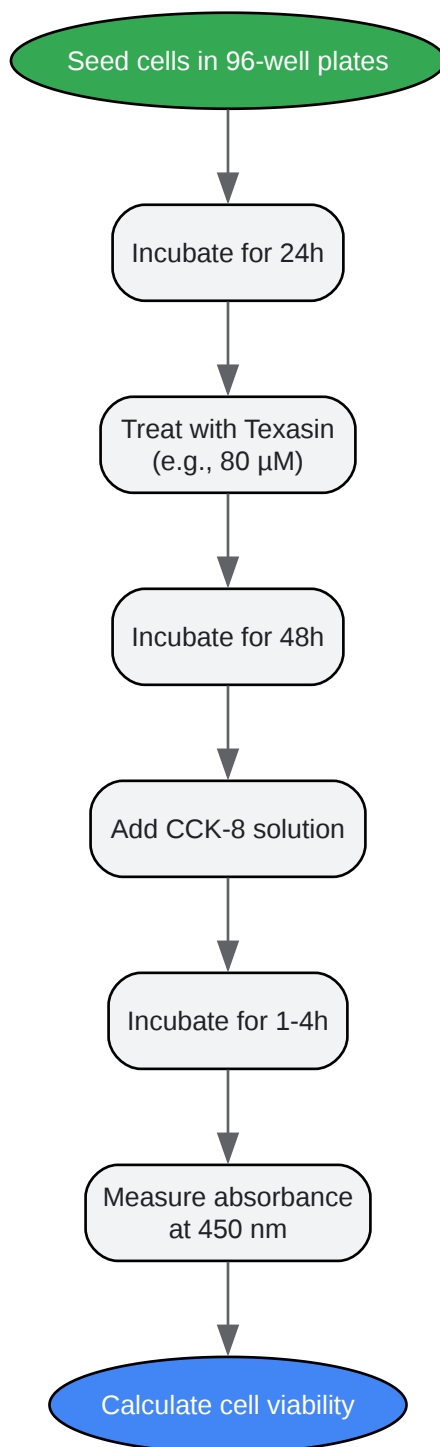 Seed cells in 96-well plates
Incubate for 24h
Treat with Texasin
(e.g., 80 µM)
Incubate for 48h
Add CCK-8 solution
Incubate for 1-4h
Measure absorbance
at 450 nm
Calculate cell viability